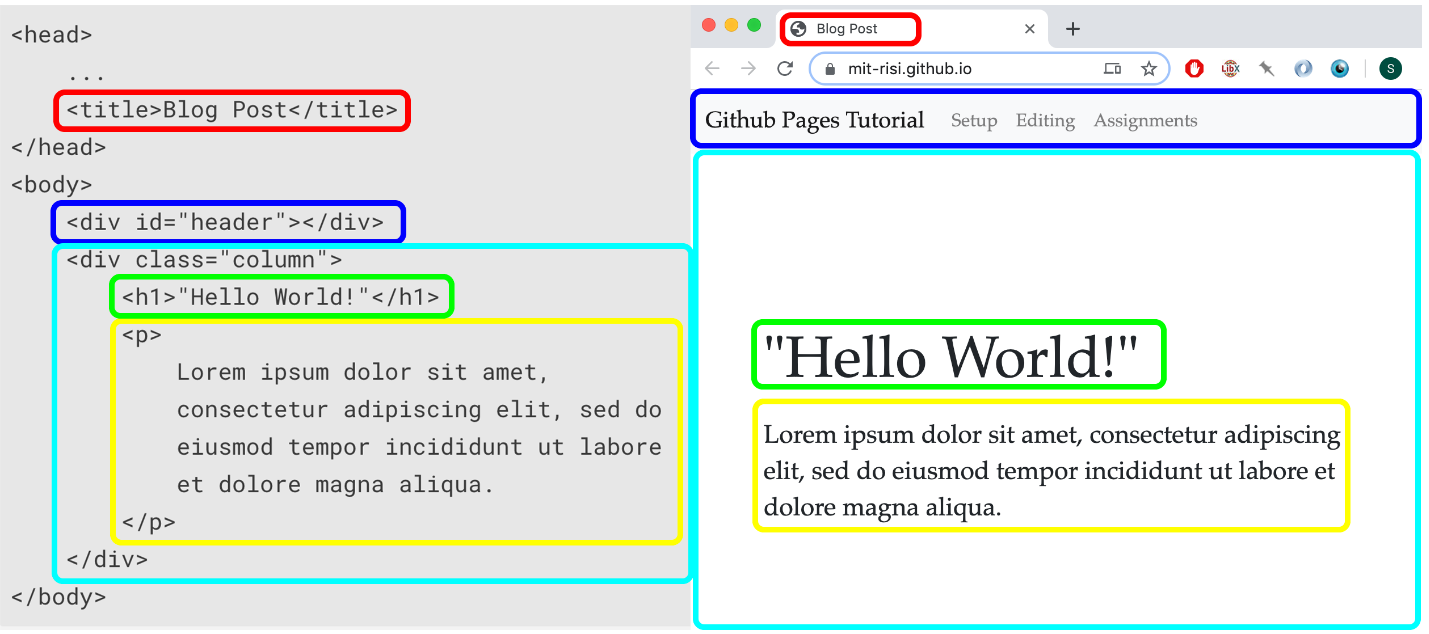 <head>
...
<title>Blog Post</title>
</head>
<body>
<div id="header"></div>
<div class="column">
<h1>"Hello World!"</h1>
<p>
Lorem ipsum dolor sit amet,
consectetur adipiscing elit, sed do
eiusmod tempor incididunt ut labore
et dolore magna aliqua.
</p>
</div>
</body>
Blog Post
mit-risi.github.io
LibX
S
Github Pages Tutorial Setup Editing Assignments
"Hello World!"
Lorem ipsum dolor sit amet, consectetur adipiscing
elit, sed do eiusmod tempor incididunt ut labore et
dolore magna aliqua.